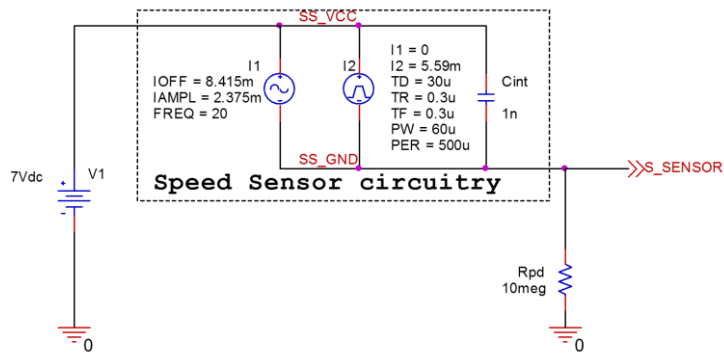 SS_VCC
I1
IOFF = 8.415m
IAMPL = 2.375m
FREQ = 20
I2
I1 = 0
I2 = 5.59m
TD = 30u
TR = 0.3u
TF = 0.3u
PW = 60u
PER = 500u
Cint
1n
SS_GND
S_SENSOR
Speed Sensor circuitry
7Vdc
V1
Rpd
10meg
0
0